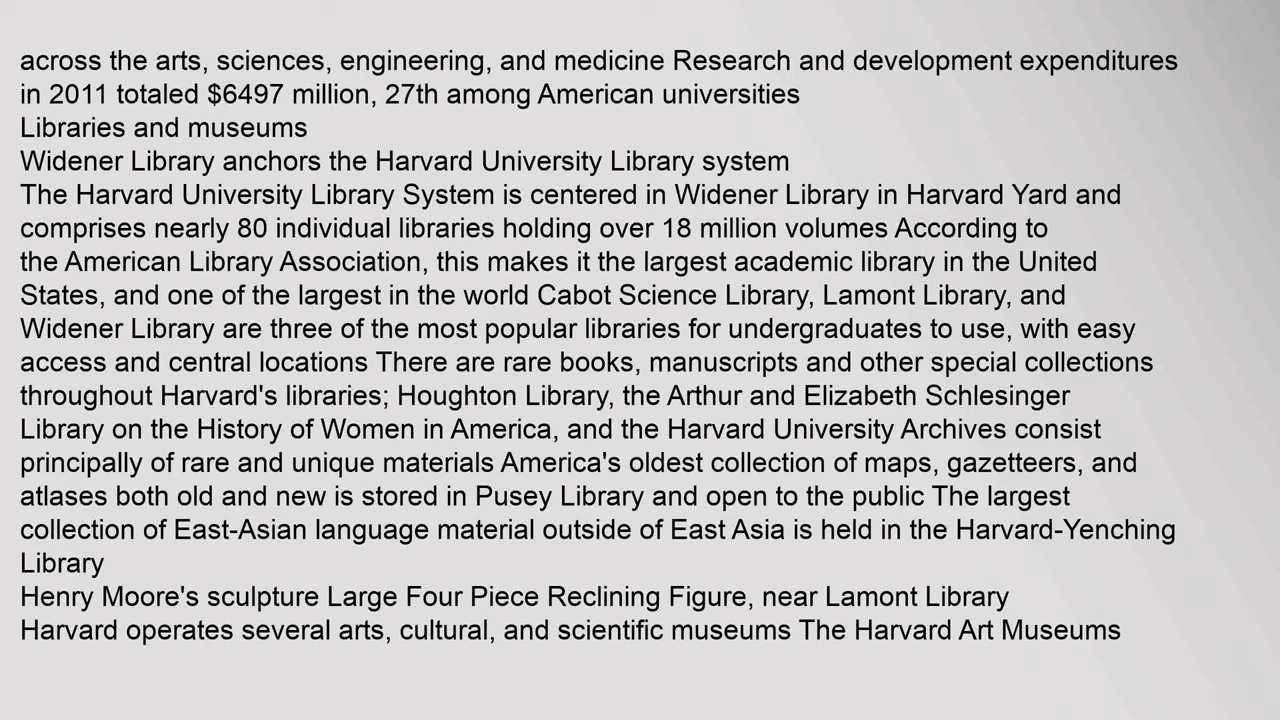 across the arts, sciences, engineering, and medicine Research and development expenditures
in 2011 totaled $6497 million, 27th among American universities
Libraries and museums
Widener Library anchors the Harvard University Library system
The Harvard University Library System is centered in Widener Library in Harvard Yard and
comprises nearly 80 individual libraries holding over 18 million volumes According to
the American Library Association, this makes it the largest academic library in the United
States, and one of the largest in the world Cabot Science Library, Lamont Library, and
Widener Library are three of the most popular libraries for undergraduates to use, with easy
access and central locations There are rare books, manuscripts and other special collections
throughout Harvard's libraries; Houghton Library, the Arthur and Elizabeth Schlesinger
Library on the History of Women in America, and the Harvard University Archives consist
principally of rare and unique materials America's oldest collection of maps, gazetteers, and
atlases both old and new is stored in Pusey Library and open to the public The largest
collection of East-Asian language material outside of East Asia is held in the Harvard-Yenching
Library
Henry Moore's sculpture Large Four Piece Reclining Figure, near Lamont Library
Harvard operates several arts, cultural, and scientific museums The Harvard Art Museums